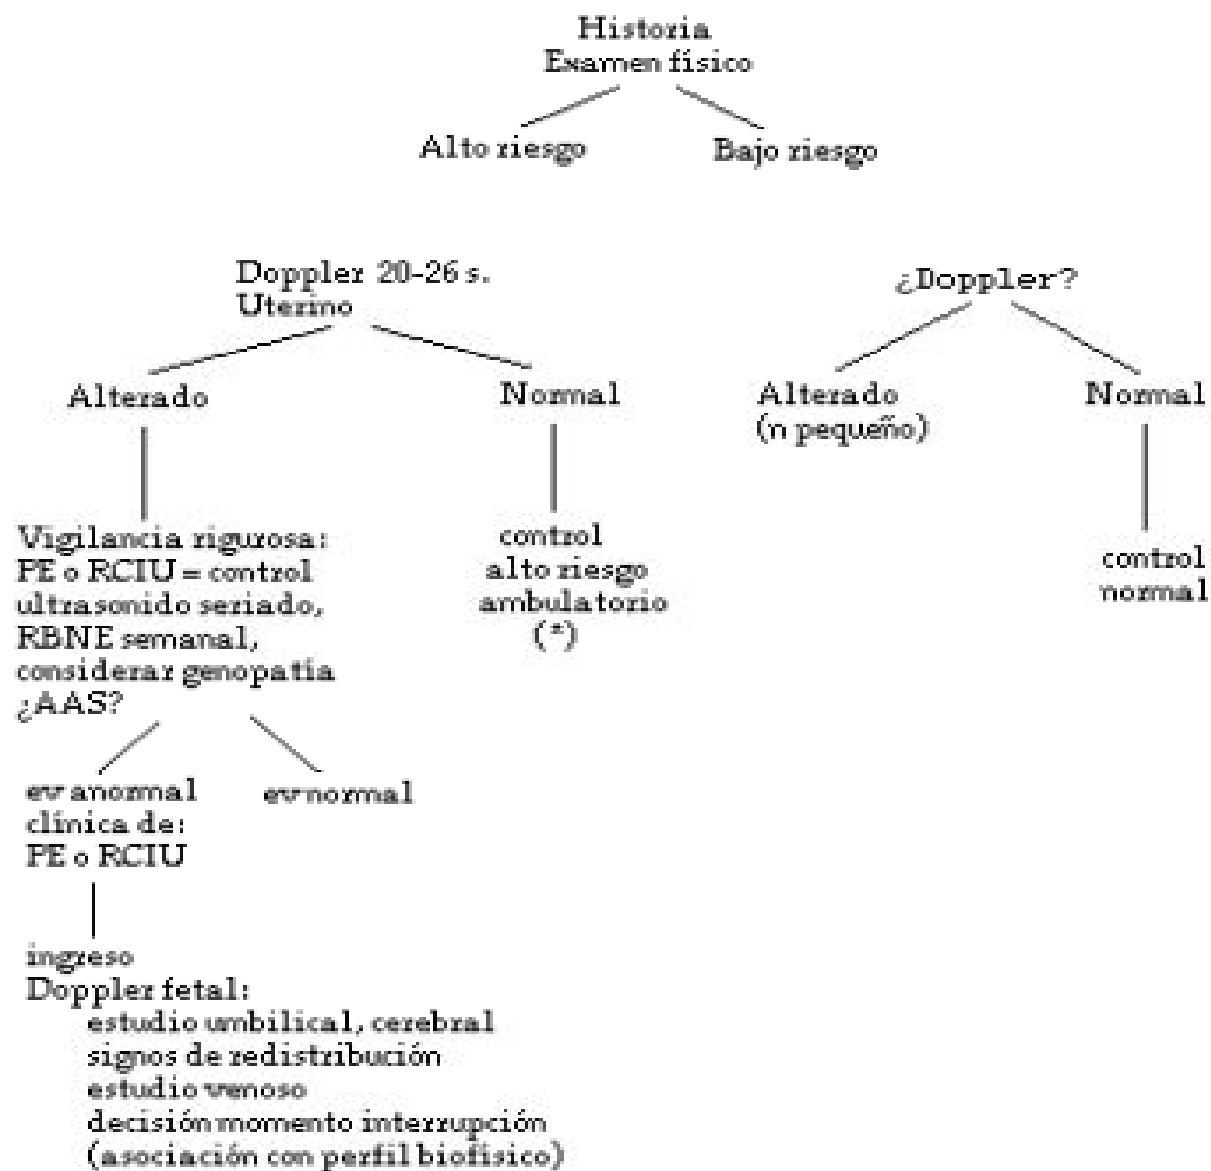 Historia
Examen físico
Alto riesgo
Bajo riesgo
Doppler 20-26 s.
Uterino
¿Doppler?
Alterado
Normal
Alterado
(n pequeño)
Normal
Vigilancia rigurosa:
PE o RCIU = control
ultrasonido seriado,
RBNE semanal,
considerar genopatía
¿AAS?
control
alto riesgo
ambulatorio
(*)
control
normal
ev anormal
clínica de:
PE o RCIU
ev normal
ingreso
Doppler fetal:
estudio umbilical, cerebral
signos de redistribución
estudio venoso
decisión momento interrupción
(asociación con perfil biofísico)